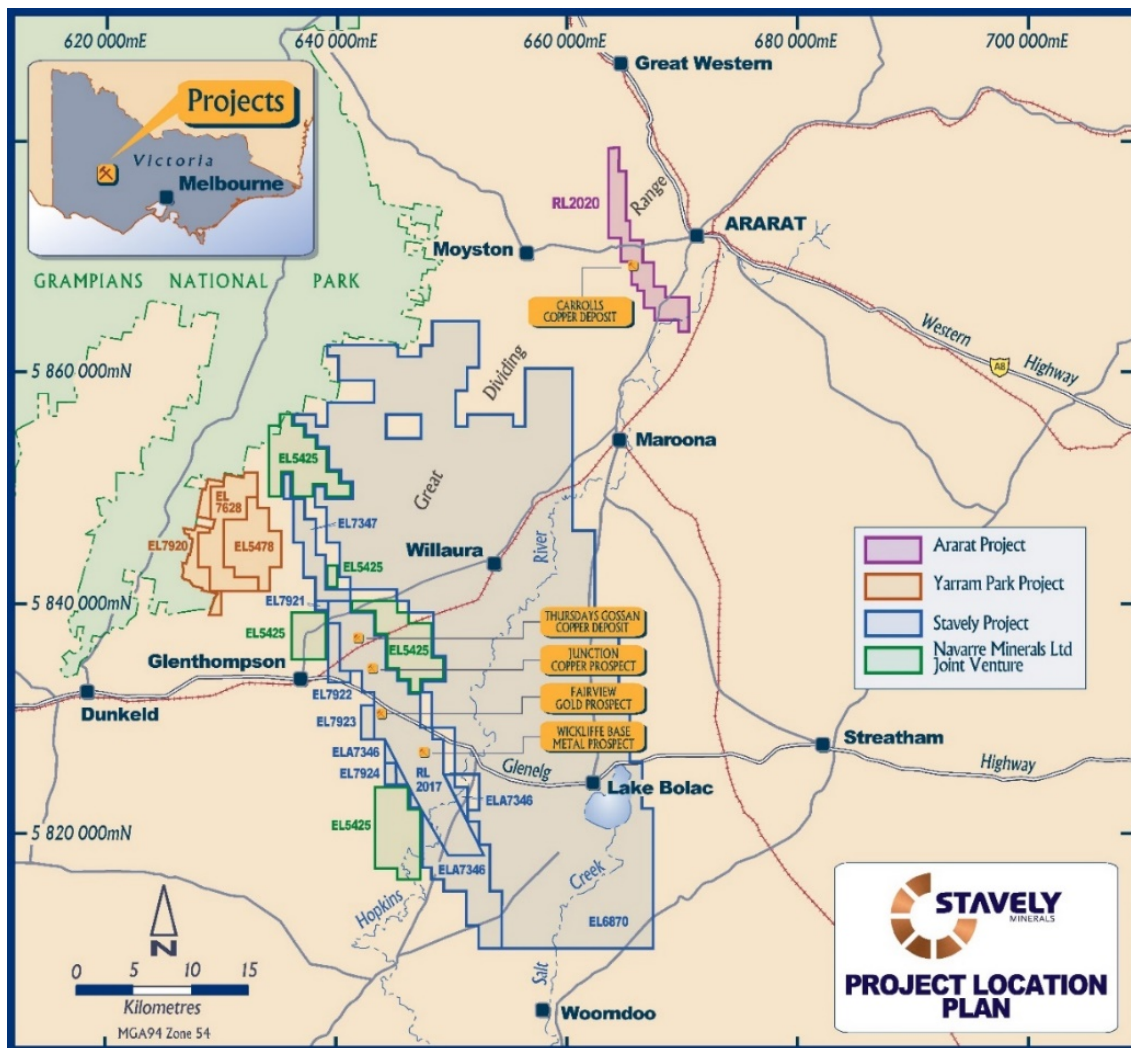 620 000mE
640 000mE
660 000mE
680 000mE
700 000mE
Projects
Victoria
Melbourne
Great Western
RL2020
Range
ARARAT
Moyston
GRAMPIANS NATIONAL PARK
CARROLLS
COPPER DEPOSIT
Western
A8
Highway
5 860 000mN
Dividing
Maroona
EL5425
Great
EL
7628
EL7347
EL7920
EL5478
Willaura
River
EL5425
Ararat Project
Yarram Park Project
Stavely Project
Navarre Minerals Ltd
Joint Venture
5 840 000mN
EL7921
EL5425
THURSDAYS GOSSAN
COPPER DEPOSIT
EL5425
JUNCTION
COPPER PROSPECT
Glenthompson
EL7922
FAIRVIEW
GOLD PROSPECT
Dunkeld
EL7923
WICKLIFFE BASE
METAL PROSPECT
Streatham
ELA7346
RL
2017
Glenelg
Highway
EL7924
Lake Bolac
ELA7346
EL5425
5 820 000mN
ELA7346
Creek
Hopkins
EL6870
N
Salt
STAVELY
MINERALS
PROJECT LOCATION
PLAN
0 5 10 15
Kilometres
MGA94 Zone 54
Woorndoo